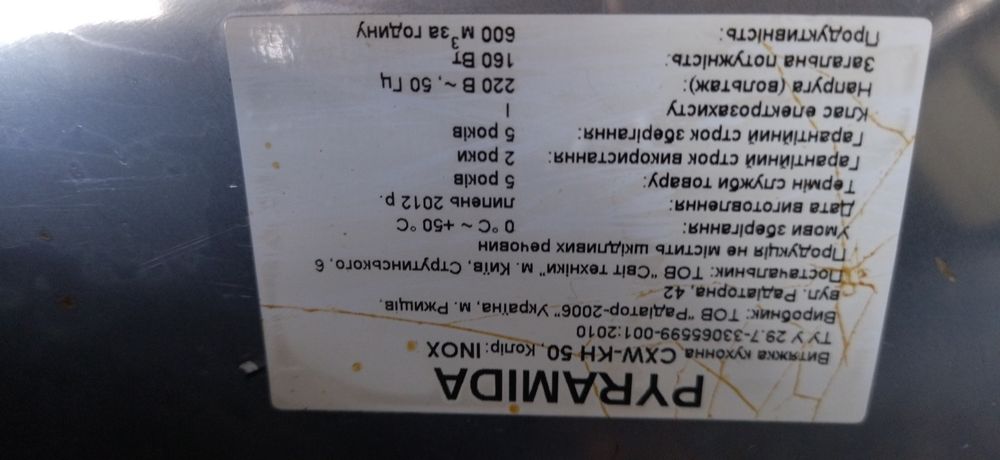 PYRAMIDA
Витяжка кухонна CXW-KH 50, Колір: INOX
ТУ У 29.7-33065599-001:2010
Виробник: ТОВ "Радіатор-2006" Україна, м. Ржищів,
вул. Радіаторна, 42
Постачальник: ТОВ "Світ техніки" м. Київ, Струтинського, 6
Продукція не містить шкідливих речовин
Умови зберігання: 0 °C ~ +50 °C
Дата виготовлення: липень 2012 р.
Термін служби товару: 5 років
Гарантійний строк використання: 2 роки
Гарантійний строк зберігання: 5 років
Клас електрозахисту I
Напруга (вольтаж): 220 В ~, 50 Гц
Загальна потужність: 160 Вт
Продуктивність: 600 м³ за годину